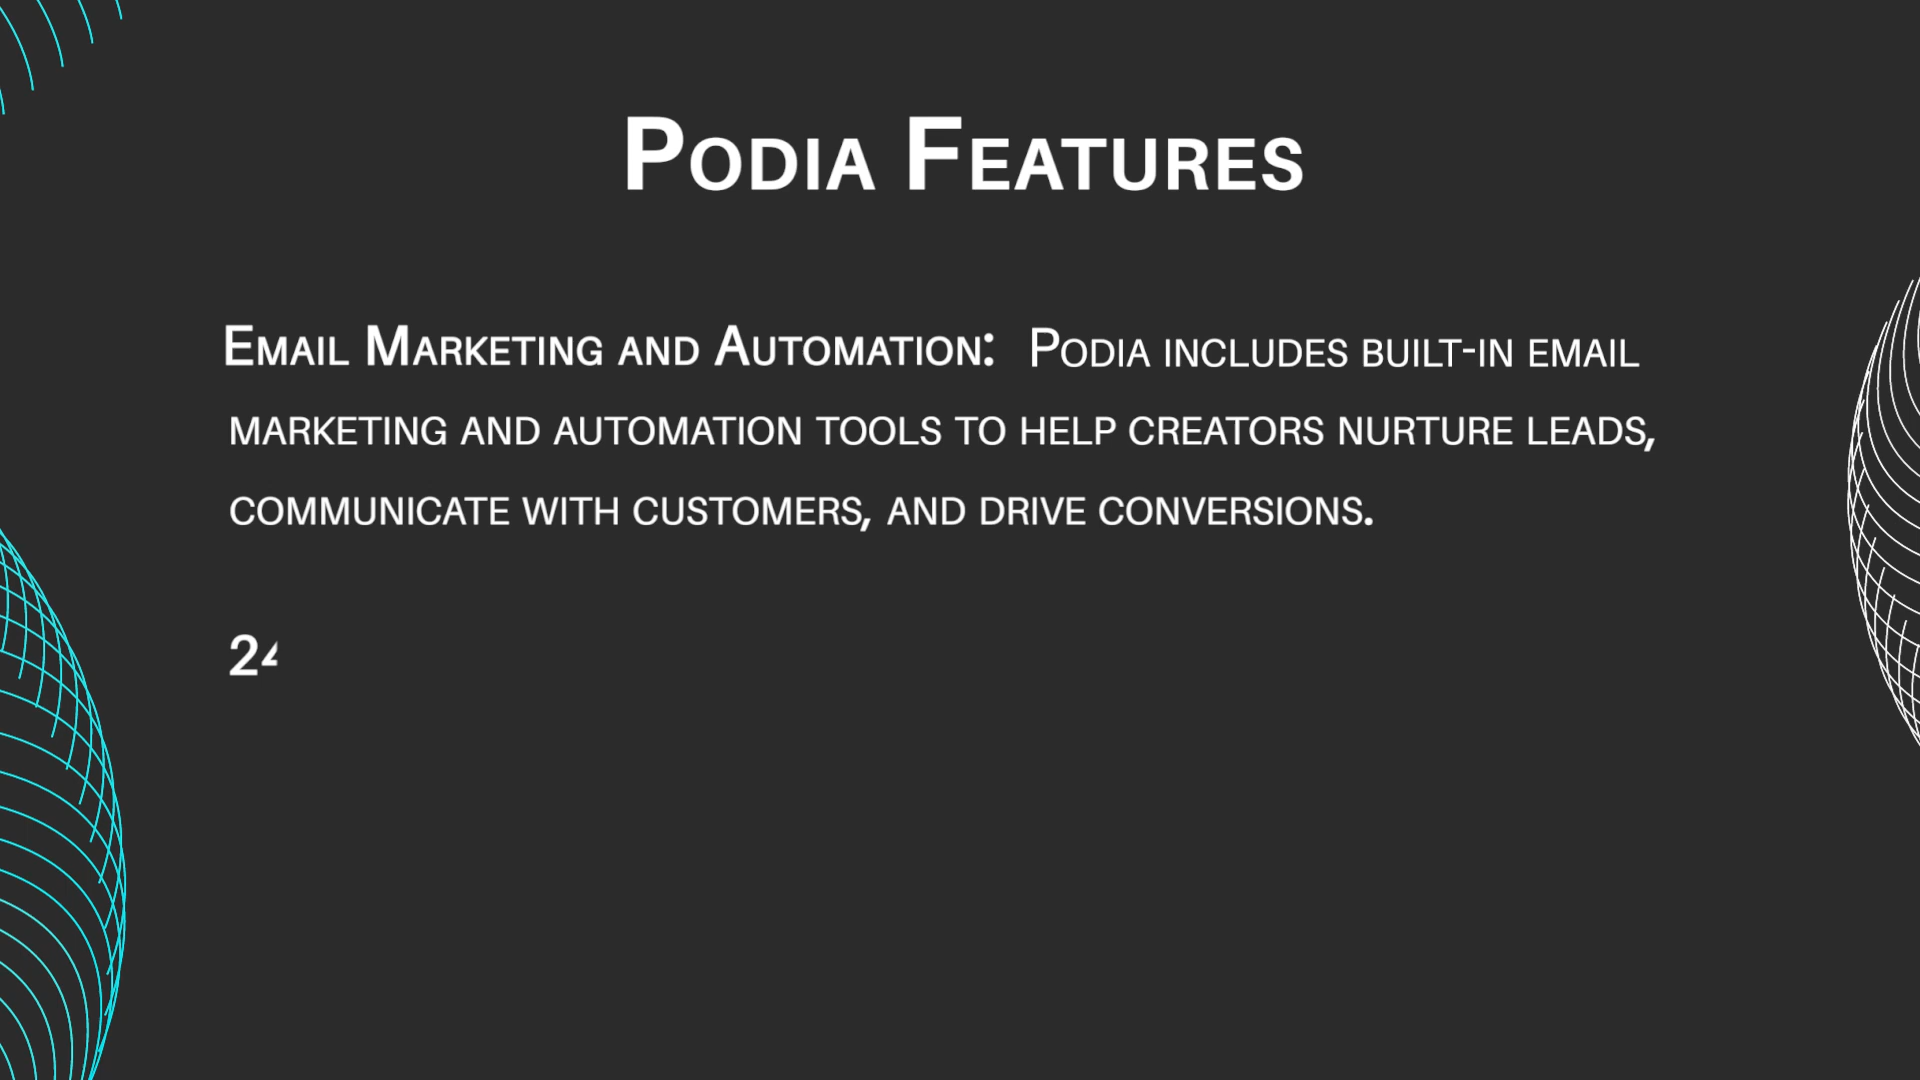 Podia Features
Email Marketing and Automation: Podia includes built-in email
marketing and automation tools to help creators nurture leads,
communicate with customers, and drive conversions.
2